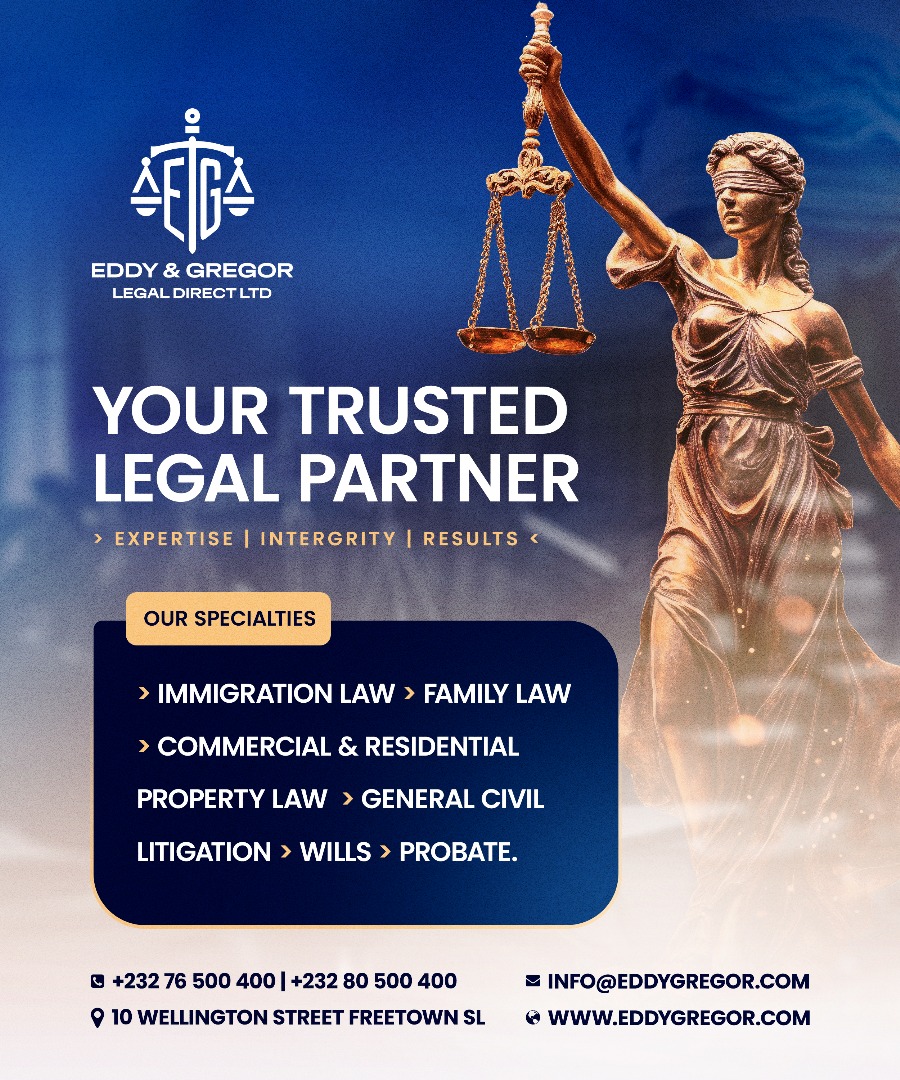 EG
EDDY & GREGOR
LEGAL DIRECT LTD
YOUR TRUSTED
LEGAL PARTNER
> EXPERTISE | INTERGRITY | RESULTS <
OUR SPECIALTIES
> IMMIGRATION LAW > FAMILY LAW
> COMMERCIAL & RESIDENTIAL
PROPERTY LAW > GENERAL CIVIL
LITIGATION > WILLS > PROBATE.
+232 76 500 400 | +232 80 500 400
INFO@EDDYGREGOR.COM
10 WELLINGTON STREET FREETOWN SL
WWW.EDDYGREGOR.COM